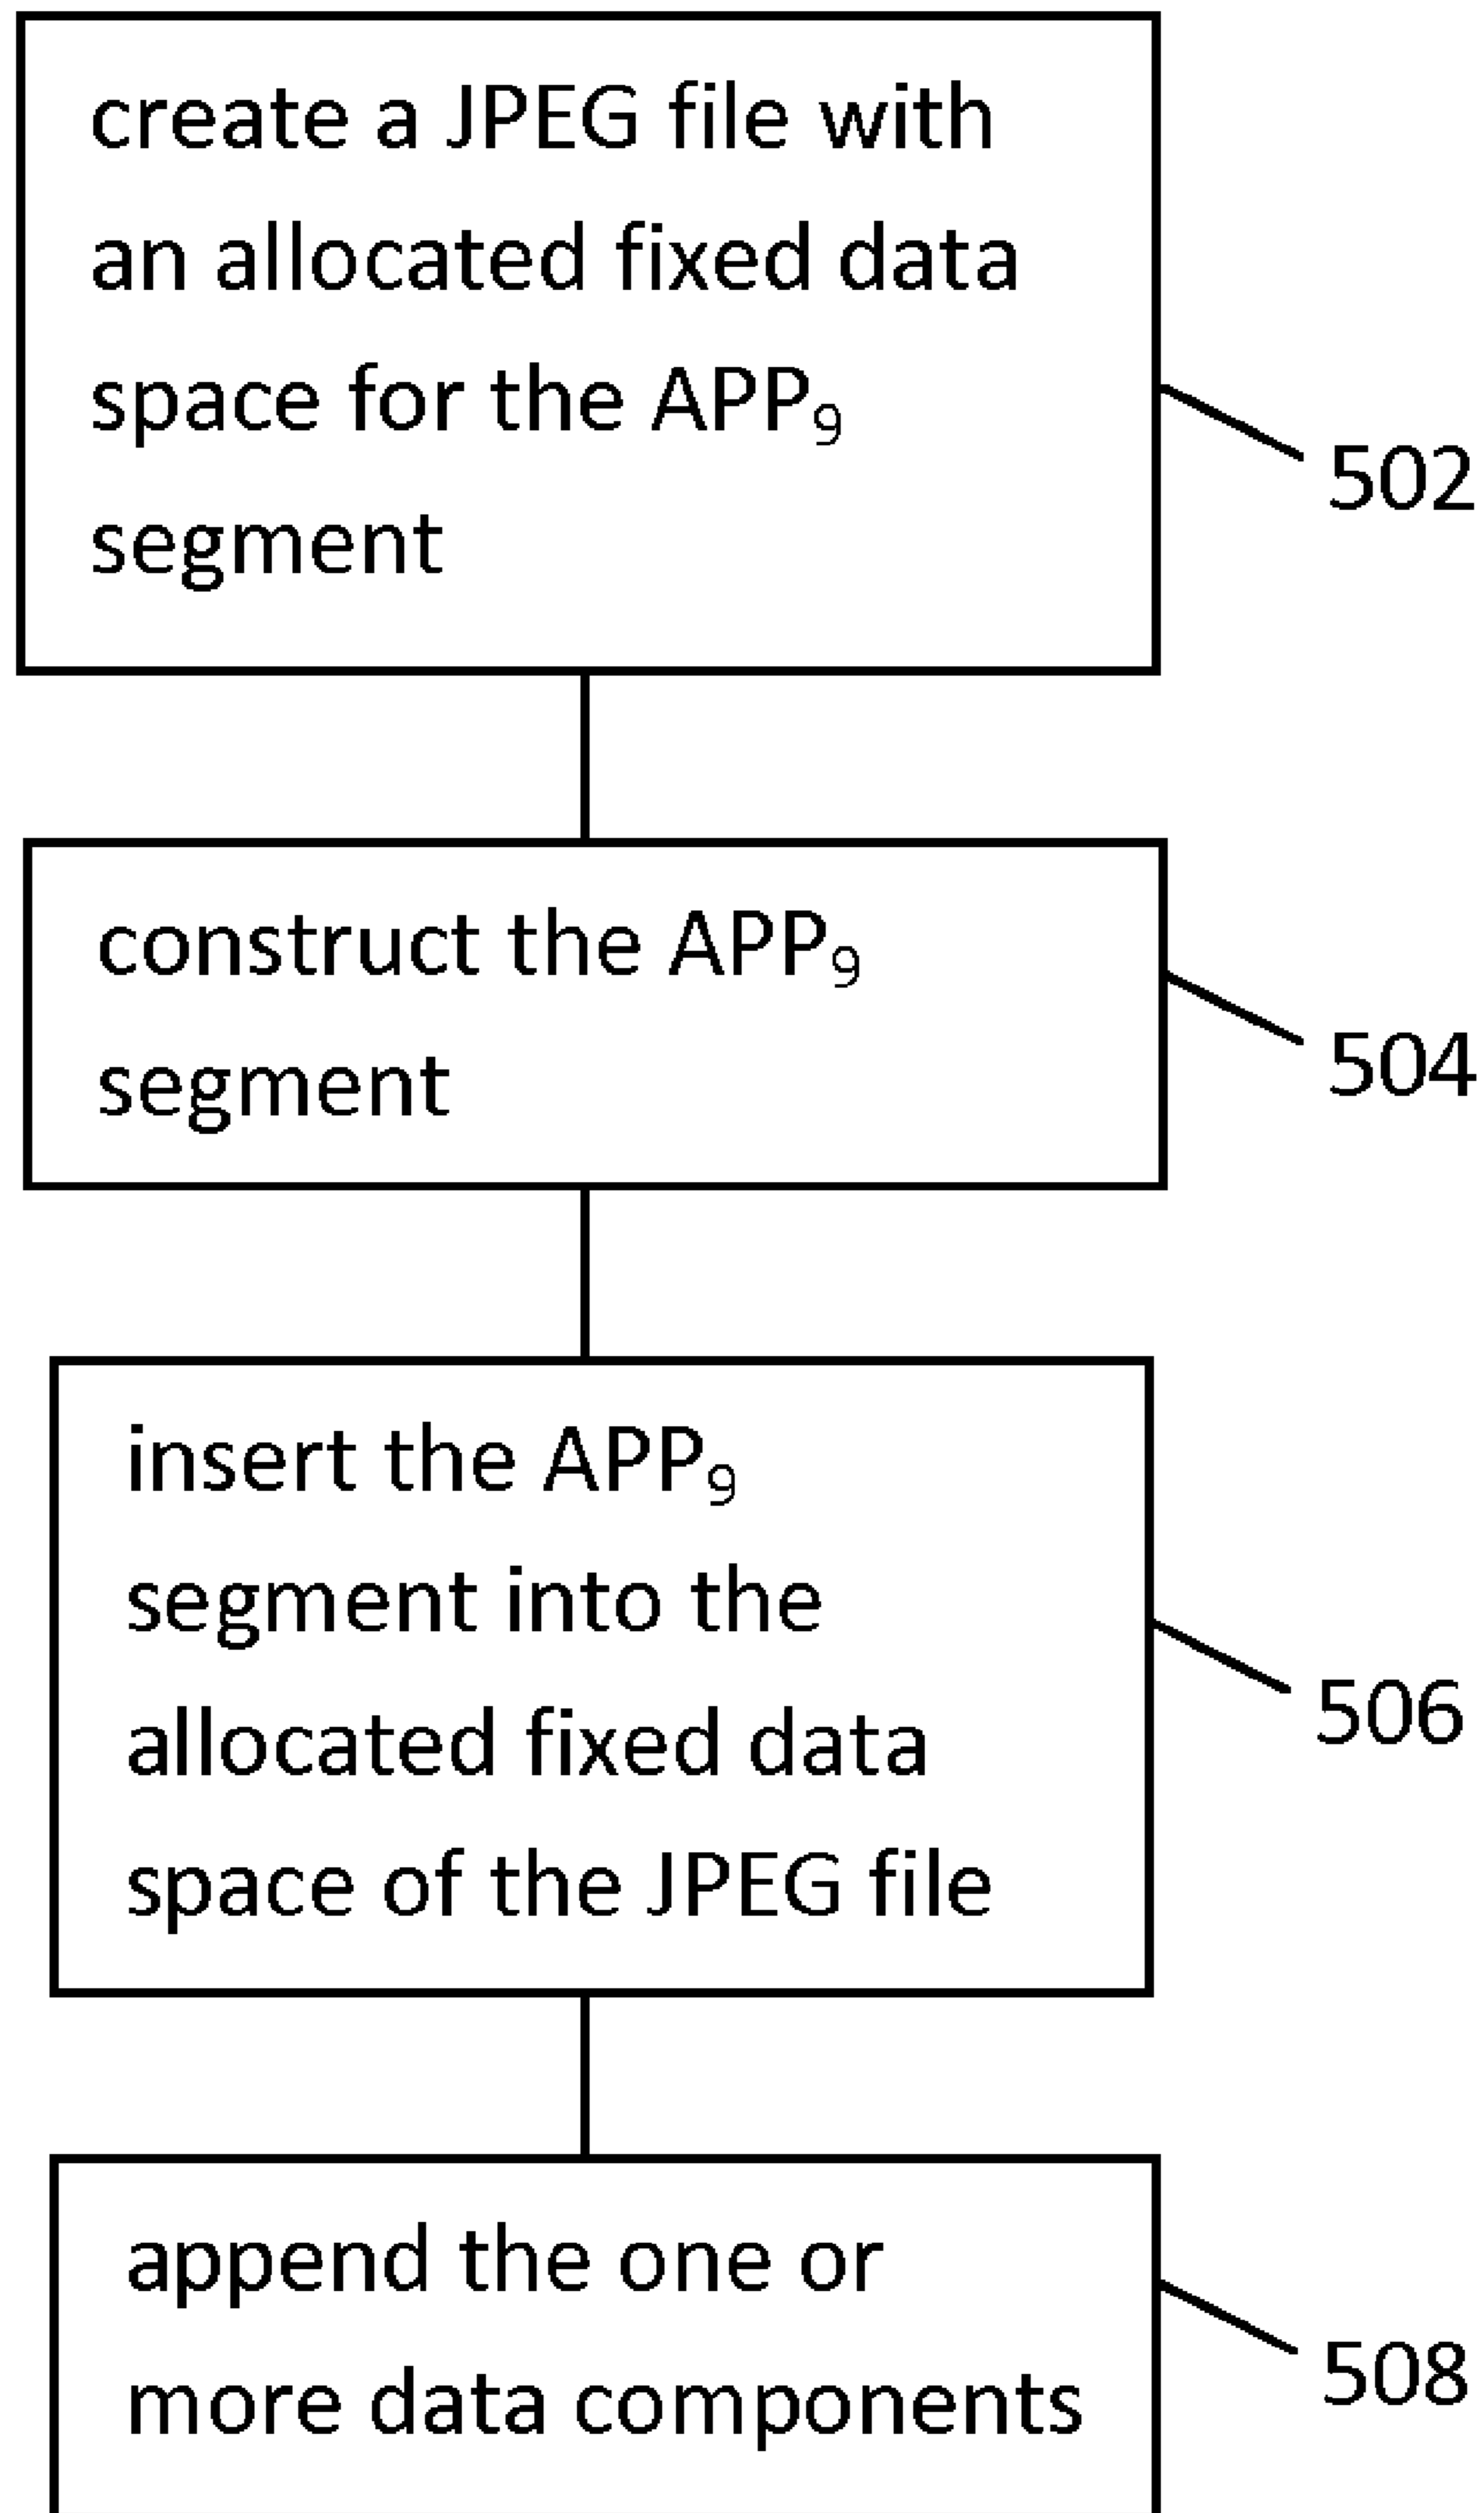 create a JPEG file with
an allocated fixed data
space for the APP₉
segment
502
construct the APP₉
segment
504
insert the APP₉
segment into the
allocated fixed data
space of the JPEG file
506
append the one or
more data components
508